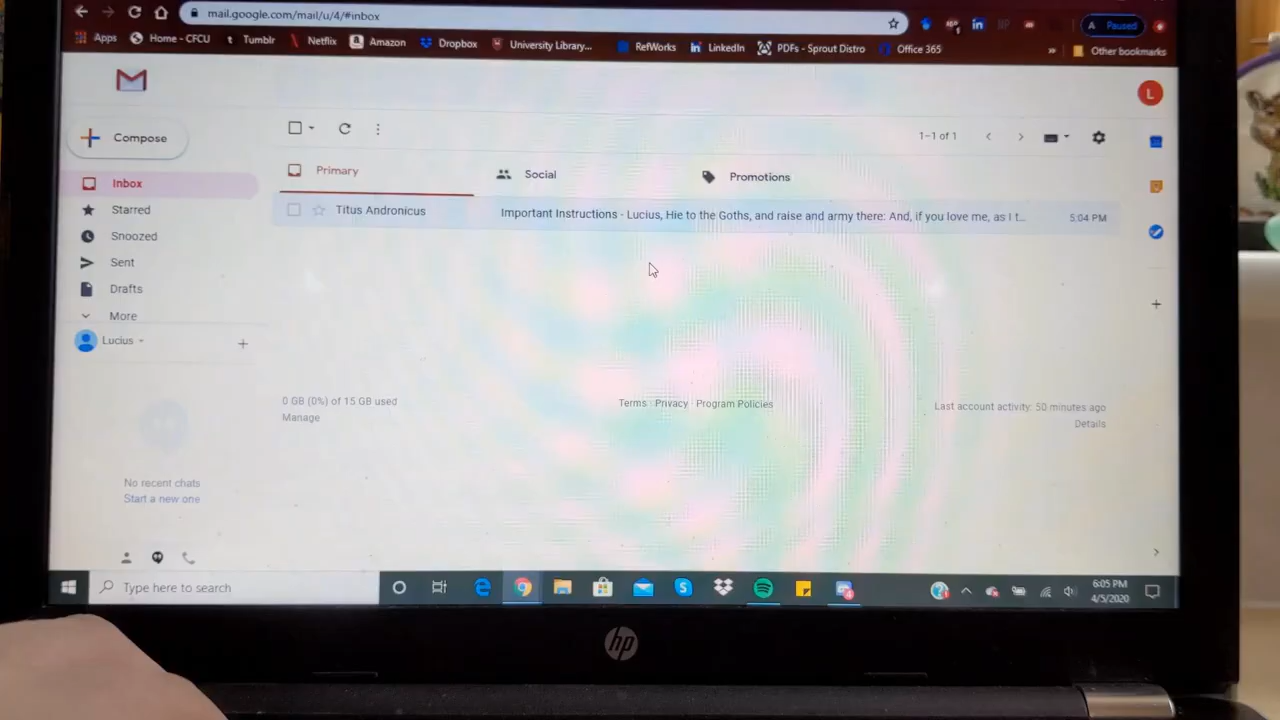 mail.google.com/mail/u/4/#inbox
A Paused
Apps Home - CFCU Tumblr Netflix Amazon Dropbox University Library... RefWorks LinkedIn PDFs - Sprout Distro Office 365 » Other bookmarks
L
Compose
1–1 of 1
Primary Social Promotions
Inbox
Titus Andronicus Important Instructions - Lucius, Hie to the Goths, and raise and army there: And, if you love me, as I t... 5:04 PM
Starred
Snoozed
Sent
Drafts
More
Lucius
0 GB (0%) of 15 GB used
Manage
Terms · Privacy · Program Policies
Last account activity: 50 minutes ago
Details
No recent chats
Start a new one
Type here to search
6:05 PM
4/5/2020
hp